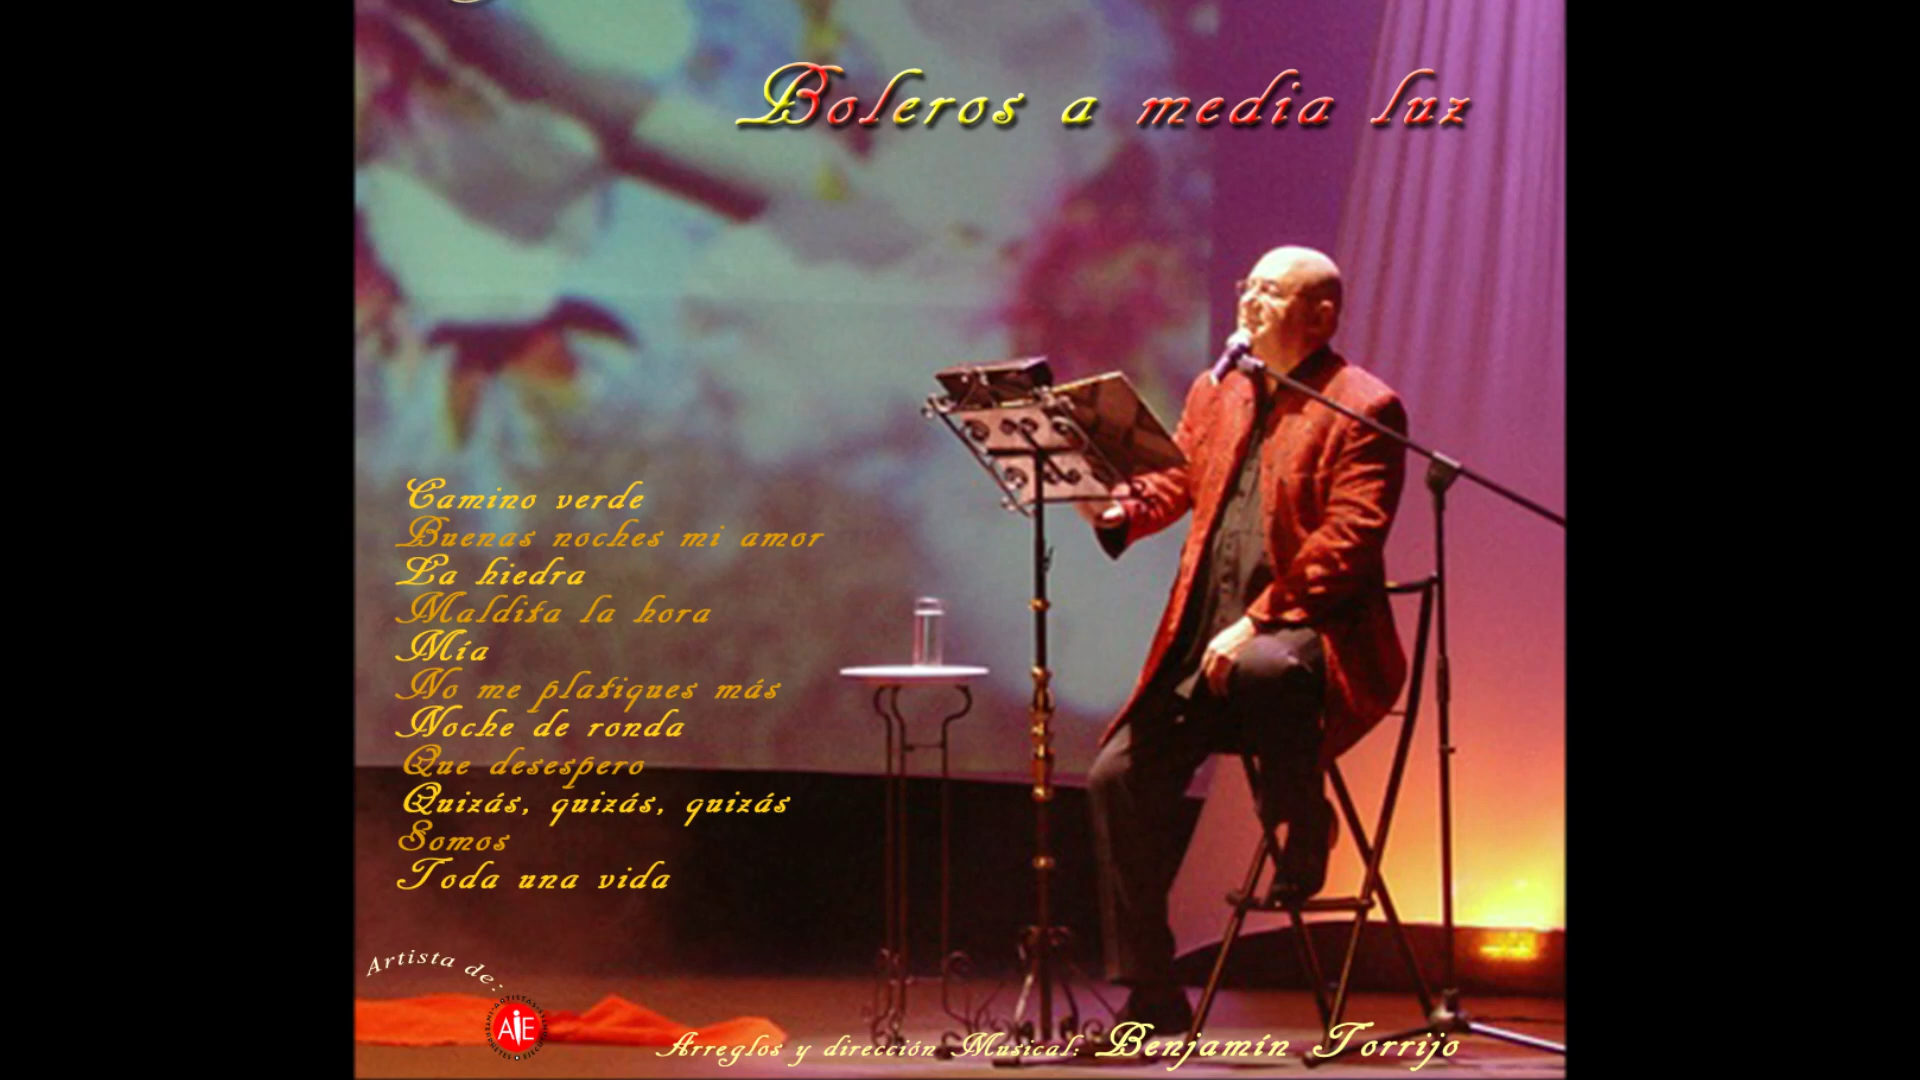 Boleros a media luz
Camino verde
Buenas noches mi amor
La hiedra
Maldita la hora
Mía
No me platiques más
Noche de ronda
Que desespero
Quizás, quizás, quizás
Somos
Toda una vida
Artista de:
AIE
Arreglos y dirección Musical: Benjamín Torrijo